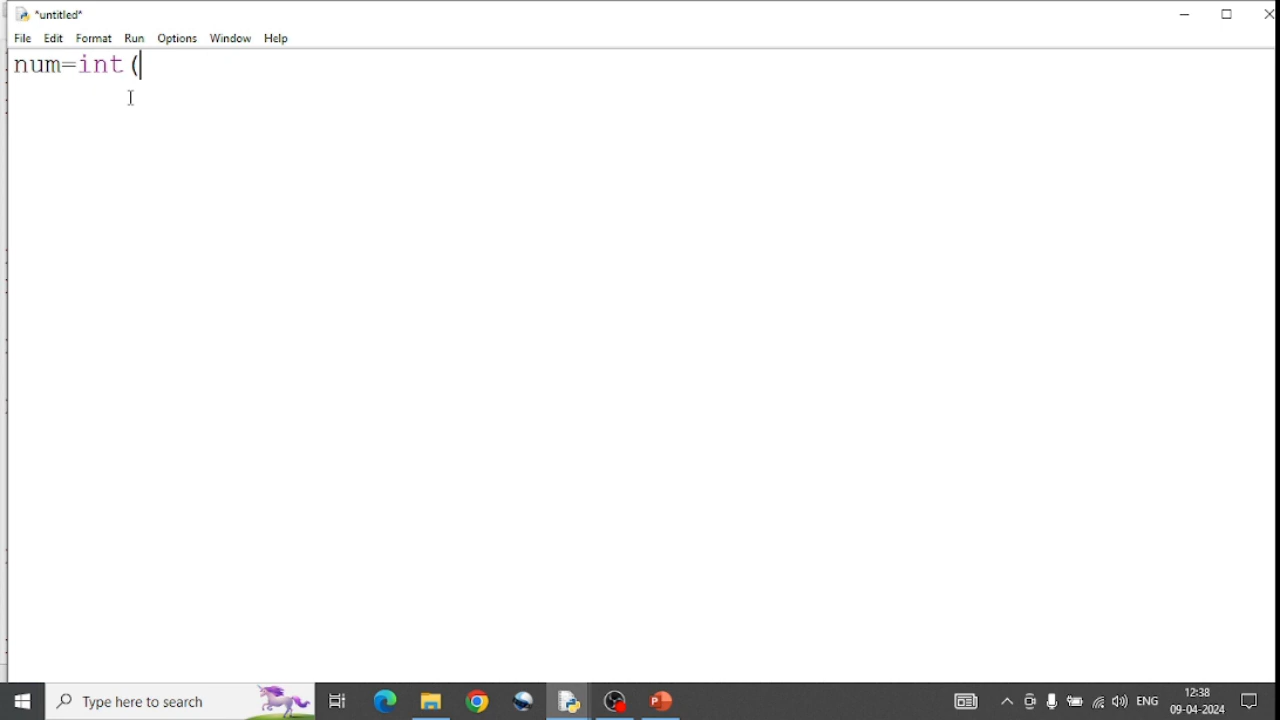 *untitled*
File Edit Format Run Options Window Help
num=int(
Type here to search
ENG
12:38
09-04-2024